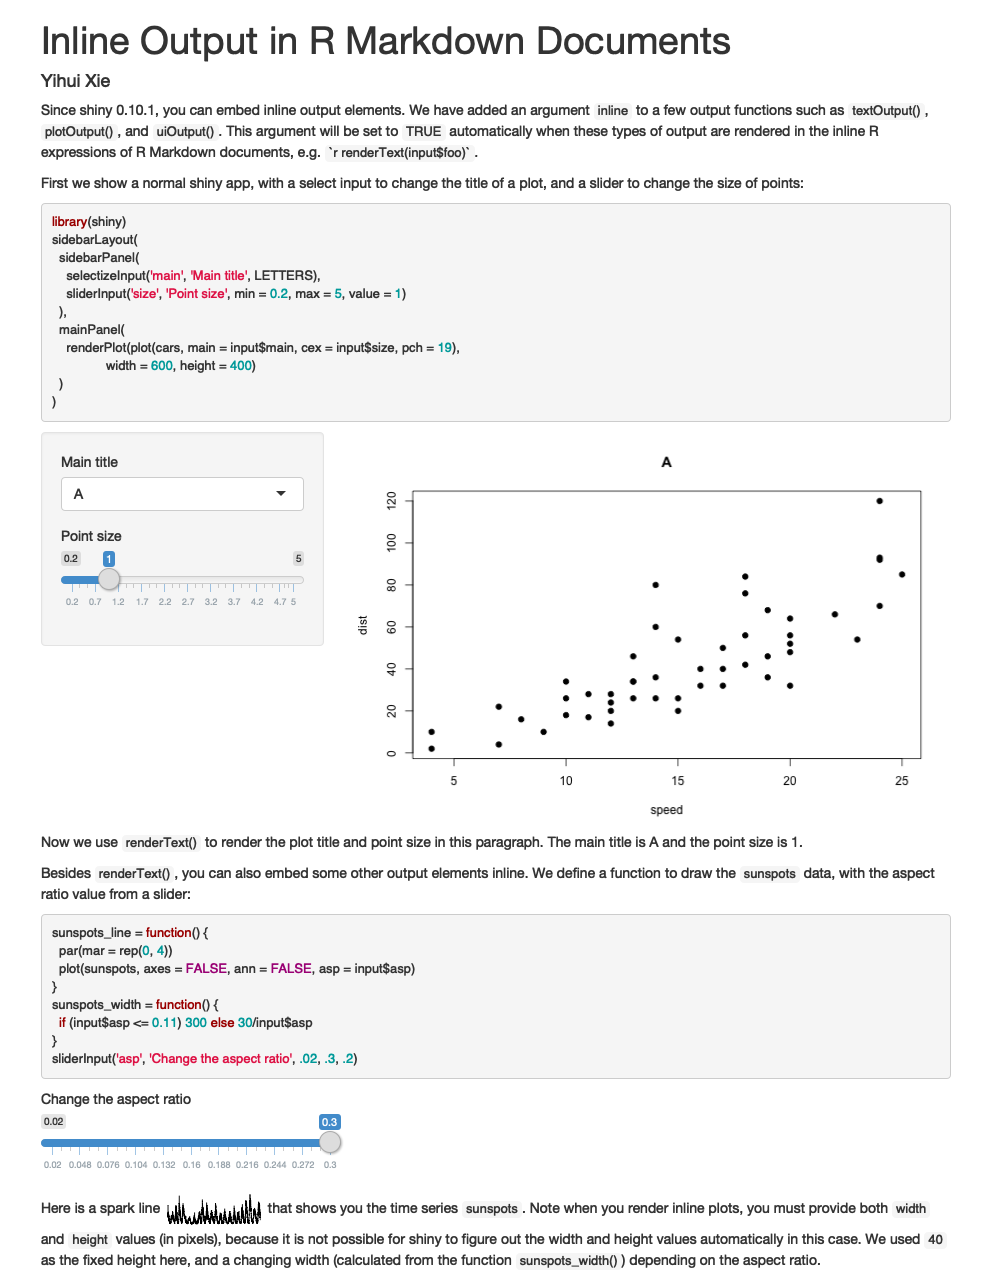 Inline Output in R Markdown Documents
Yihui Xie
Since shiny 0.10.1, you can embed inline output elements. We have added an argument inline to a few output functions such as textOutput() ,
plotOutput() , and uiOutput() . This argument will be set to TRUE automatically when these types of output are rendered in the inline R
expressions of R Markdown documents, e.g. `r renderText(input$foo)` .
First we show a normal shiny app, with a select input to change the title of a plot, and a slider to change the size of points:
library(shiny)
sidebarLayout(
  sidebarPanel(
    selectizeInput('main', 'Main title', LETTERS),
    sliderInput('size', 'Point size', min = 0.2, max = 5, value = 1)
  ),
  mainPanel(
    renderPlot(plot(cars, main = input$main, cex = input$size, pch = 19),
               width = 600, height = 400)
  )
)
Main title
A
Point size
0.2 1 5
0.2 0.7 1.2 1.7 2.2 2.7 3.2 3.7 4.2 4.7 5
A
120
100
80
60
40
20
0
dist
5 10 15 20 25
speed
Now we use renderText() to render the plot title and point size in this paragraph. The main title is A and the point size is 1.
Besides renderText() , you can also embed some other output elements inline. We define a function to draw the sunspots data, with the aspect
ratio value from a slider:
sunspots_line = function() {
  par(mar = rep(0, 4))
  plot(sunspots, axes = FALSE, ann = FALSE, asp = input$asp)
}
sunspots_width = function() {
  if (input$asp <= 0.11) 300 else 30/input$asp
}
sliderInput('asp', 'Change the aspect ratio', .02, .3, .2)
Change the aspect ratio
0.02 0.3
0.02 0.048 0.076 0.104 0.132 0.16 0.188 0.216 0.244 0.272 0.3
Here is a spark line that shows you the time series sunspots . Note when you render inline plots, you must provide both width
and height values (in pixels), because it is not possible for shiny to figure out the width and height values automatically in this case. We used 40
as the fixed height here, and a changing width (calculated from the function sunspots_width() ) depending on the aspect ratio.